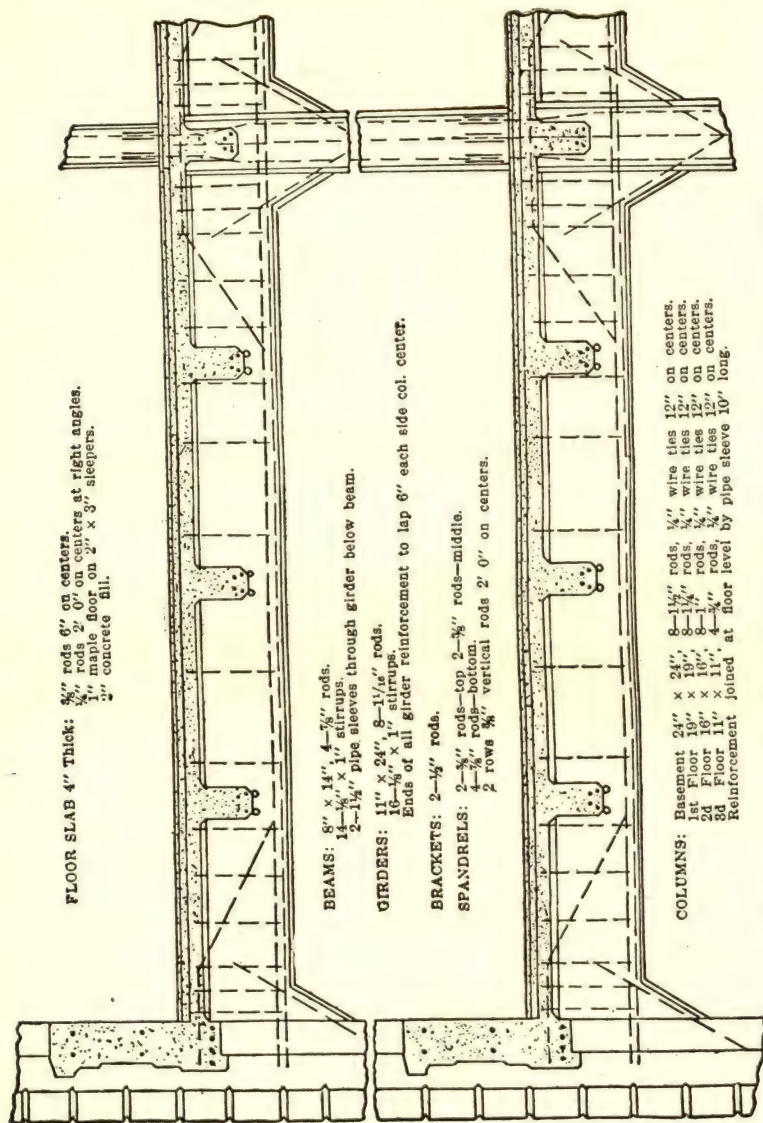 FLOOR SLAB 4" Thick: ⅜" rods 6" on centers.
¼" rods 2' 0" on centers at right angles.
1" maple floor on 2" × 3" sleepers.
2" concrete fill.
BEAMS: 8" × 14", 4—⅞" rods.
14—⅛" × 1" stirrups.
2—1½" pipe sleeves through girder below beam.
GIRDERS: 11" × 24", 8—1¹/₁₆" rods.
16—⅛" × 1" stirrups.
Ends of all girder reinforcement to lap 6" each side col. center.
BRACKETS: 2—½" rods.
SPANDRELS: 2—⅜" rods—top 2—⅜" rods—middle.
4—⅞" rods—bottom.
2 rows ⅜" vertical rods 2' 0" on centers.
COLUMNS: Basement 24" × 24", 8—1½" rods, ¼" wire ties 12" on centers.
1st Floor 19" × 19", 8—1¼" rods, ¼" wire ties 12" on centers.
2d Floor 16" × 16", 8—1" rods, ¼" wire ties 12" on centers.
3d Floor 11" × 11", 4—¾" rods, ¼" wire ties 12" on centers.
Reinforcement joined at floor level by pipe sleeve 10" long.